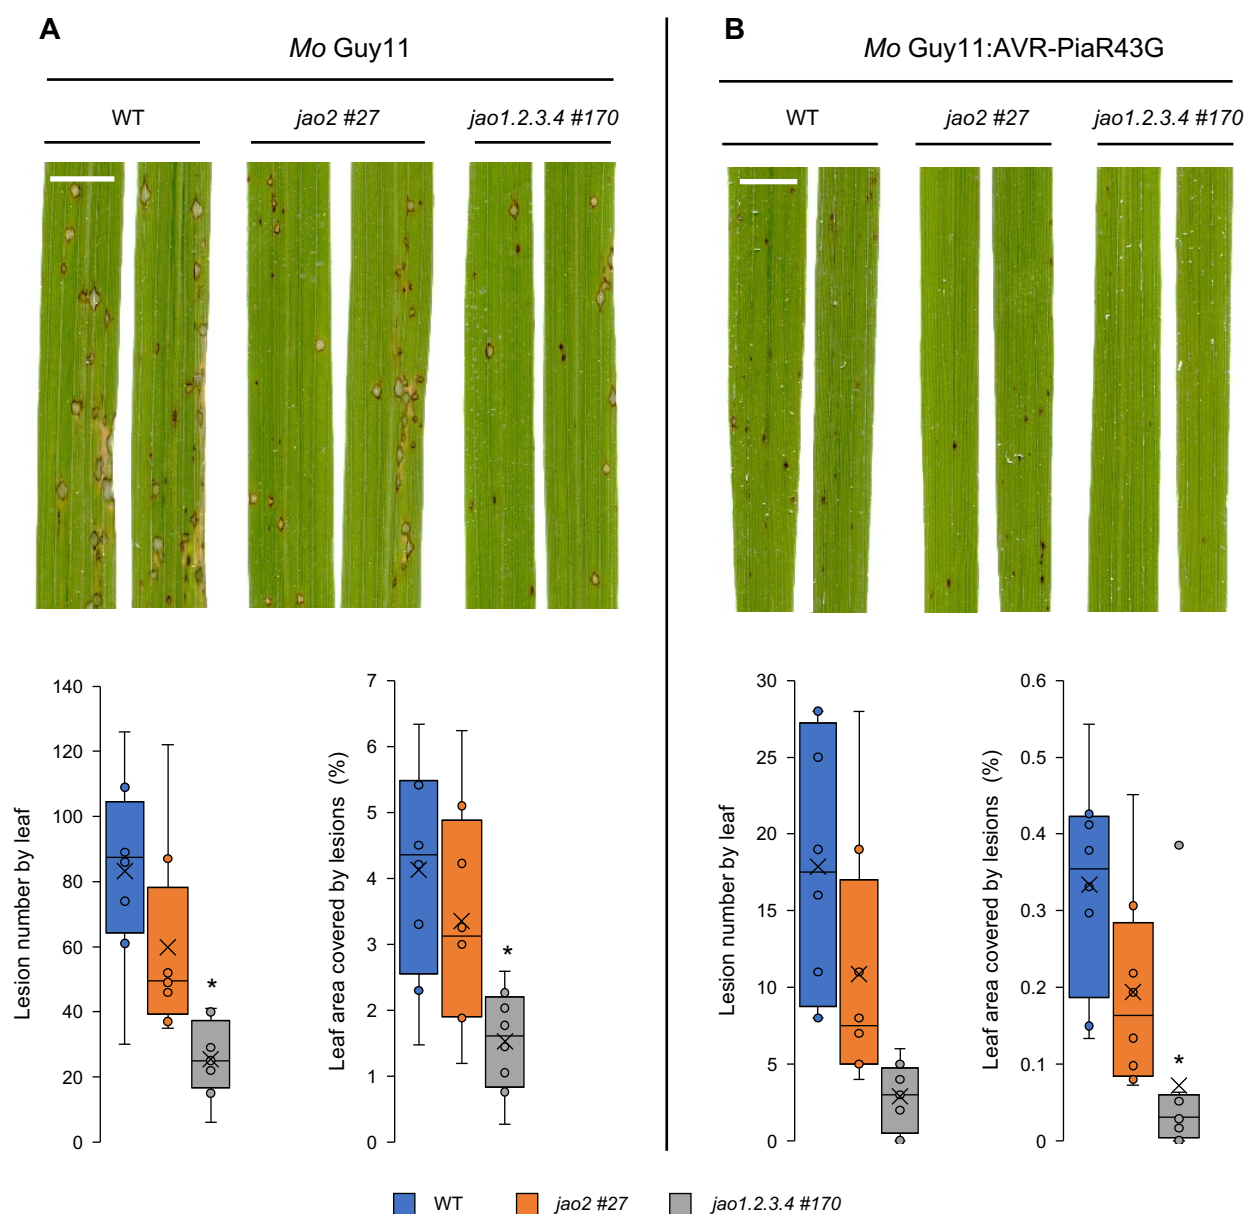 A
B
Mo Guy11
Mo Guy11:AVR-PiaR43G
WT
jao2 #27
jao1.2.3.4 #170
WT
jao2 #27
jao1.2.3.4 #170
Lesion number by leaf
140
120
100
80
60
40
20
0
*
Leaf area covered by lesions (%)
7
6
5
4
3
2
1
0
*
Lesion number by leaf
30
25
20
15
10
5
0
Leaf area covered by lesions (%)
0.6
0.5
0.4
0.3
0.2
0.1
0
*
WT
jao2 #27
jao1.2.3.4 #170